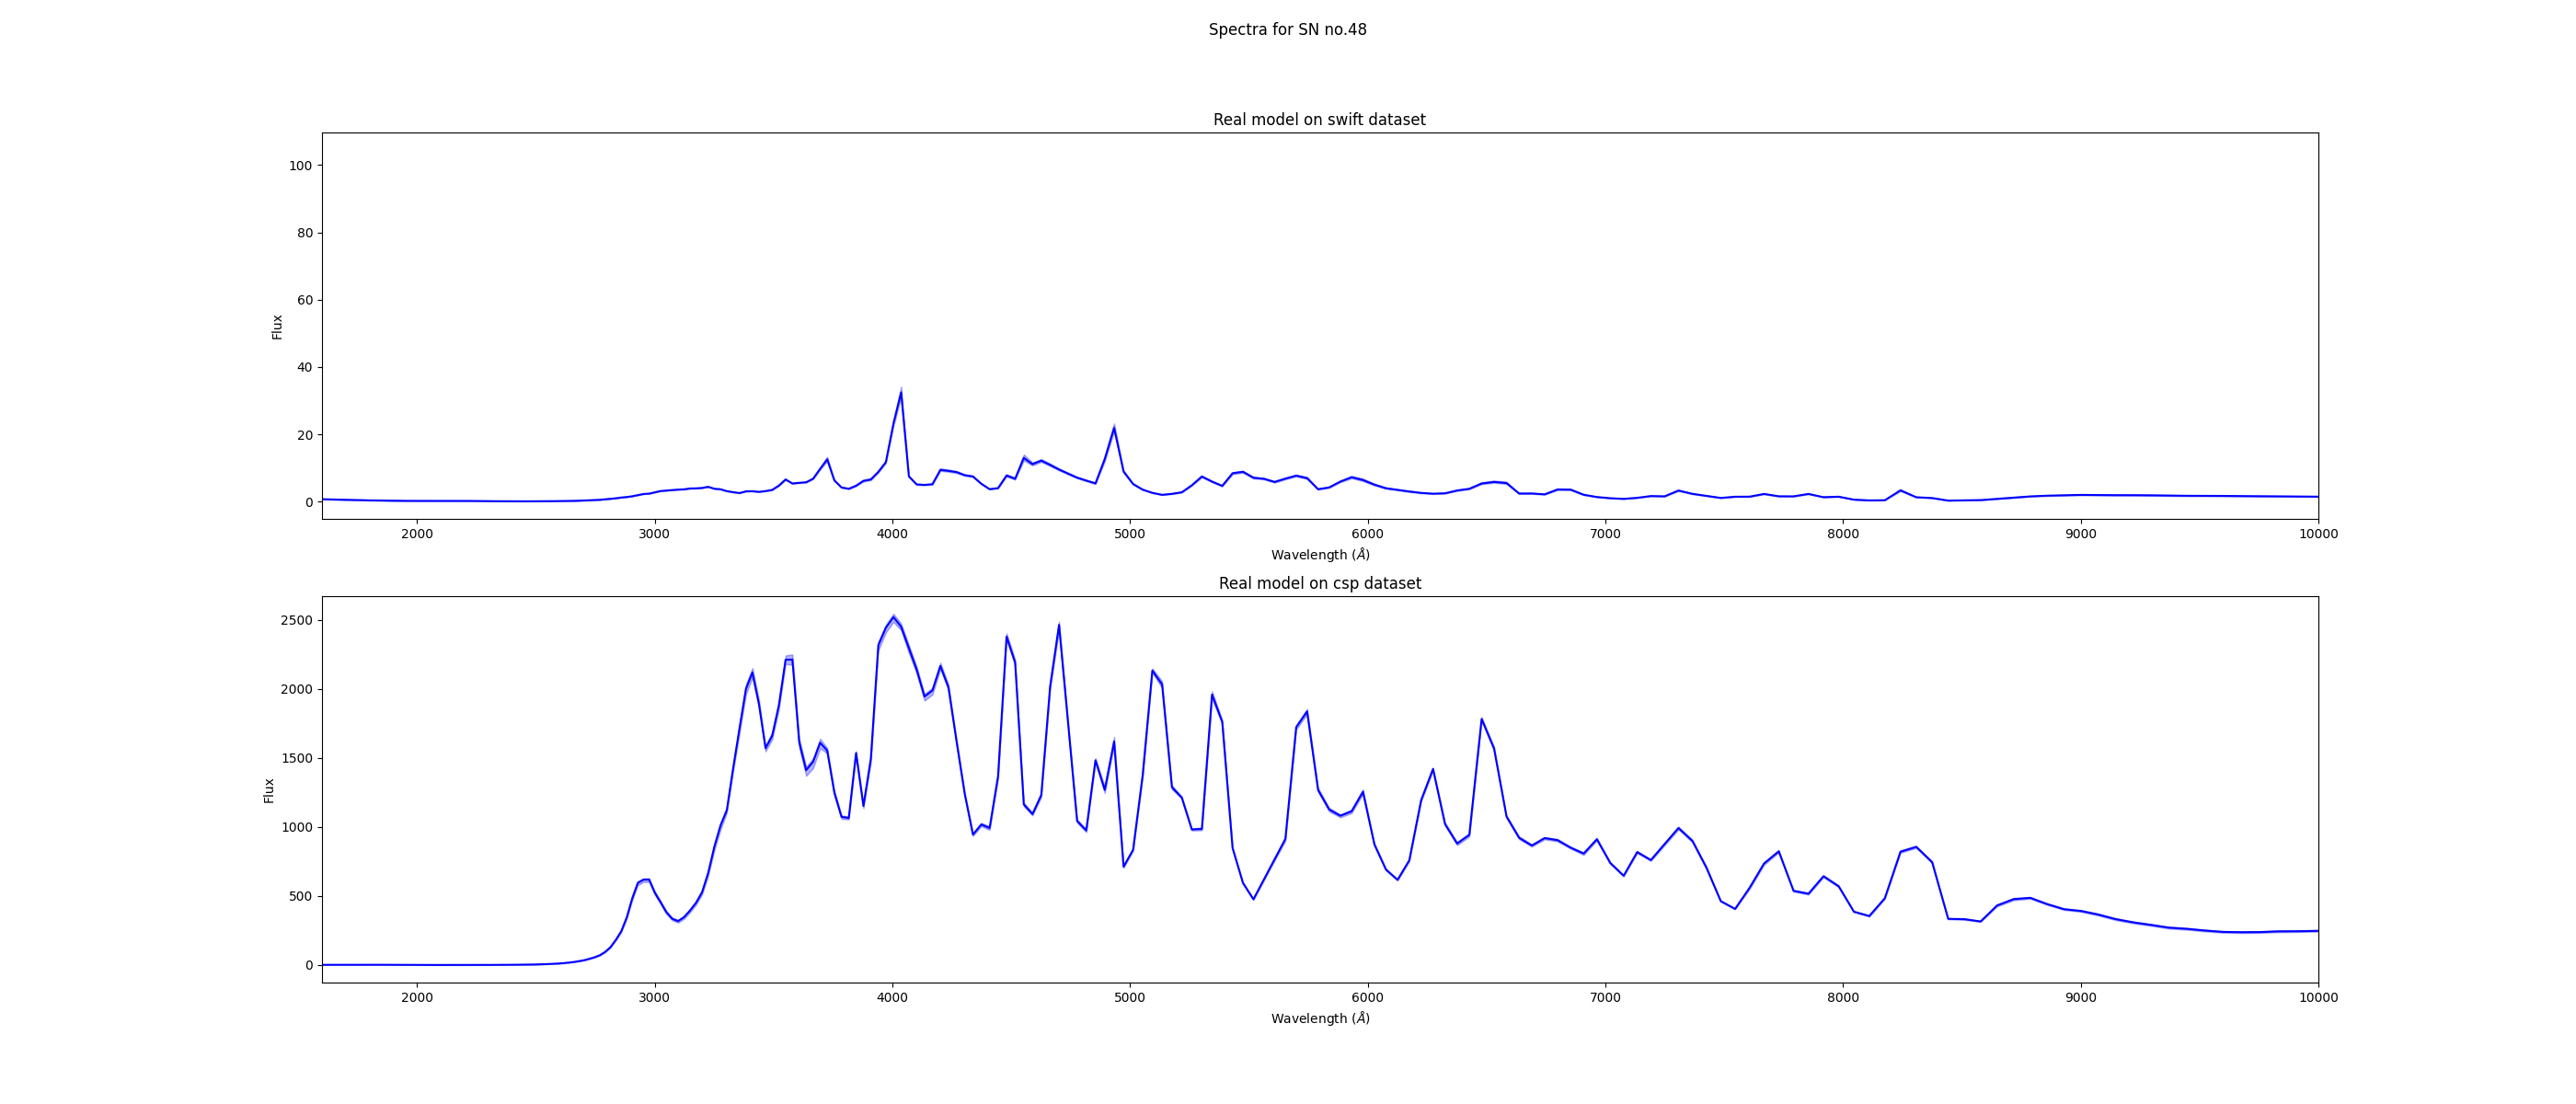 Spectra for SN no.48
Real model on swift dataset
100
80
60
40
20
0
Flux
2000 3000 4000 5000 6000 7000 8000 9000 10000
Wavelength (Å)
Real model on csp dataset
2500
2000
1500
1000
500
0
Flux
2000 3000 4000 5000 6000 7000 8000 9000 10000
Wavelength (Å)